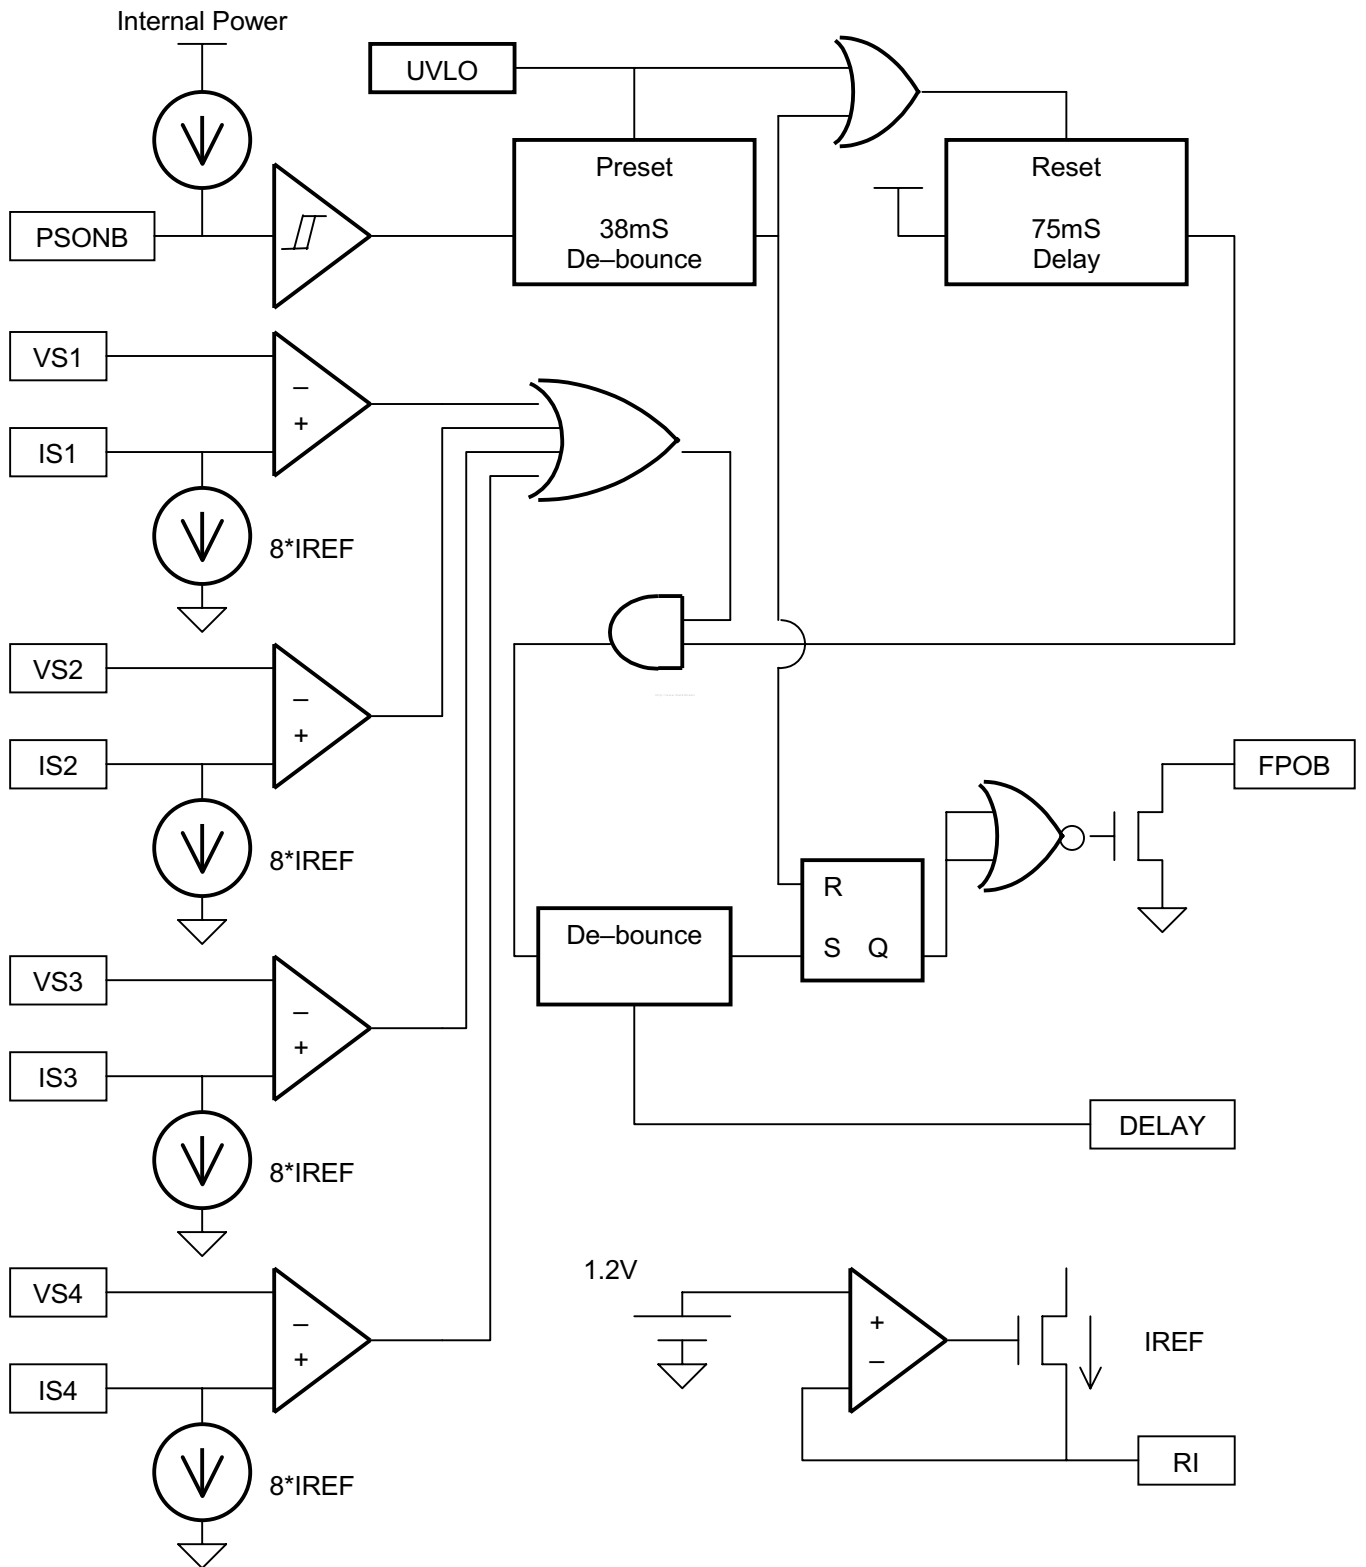 Internal Power
UVLO
Preset
38mS
De–bounce
Reset
75mS
Delay
PSONB
VS1
–
+
IS1
8*IREF
VS2
–
+
IS2
8*IREF
FPOB
R
S Q
De–bounce
VS3
–
+
IS3
8*IREF
DELAY
VS4
–
+
IS4
8*IREF
1.2V
+
–
IREF
RI